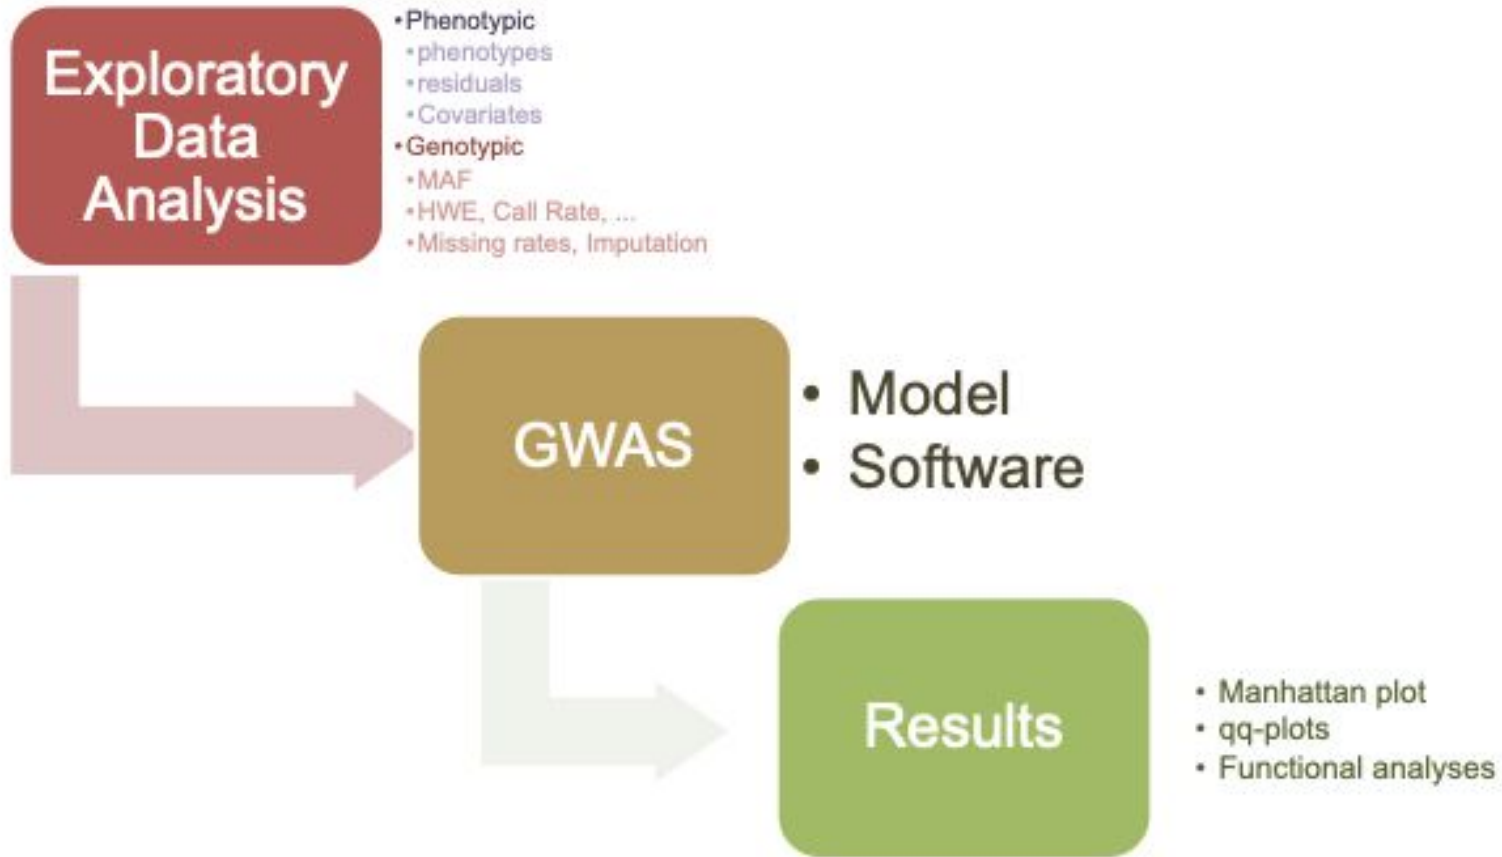 Exploratory
Data
Analysis
•Phenotypic
•phenotypes
•residuals
•Covariates
•Genotypic
•MAF
•HWE, Call Rate, ...
•Missing rates, Imputation
GWAS
• Model
• Software
Results
• Manhattan plot
• qq-plots
• Functional analyses